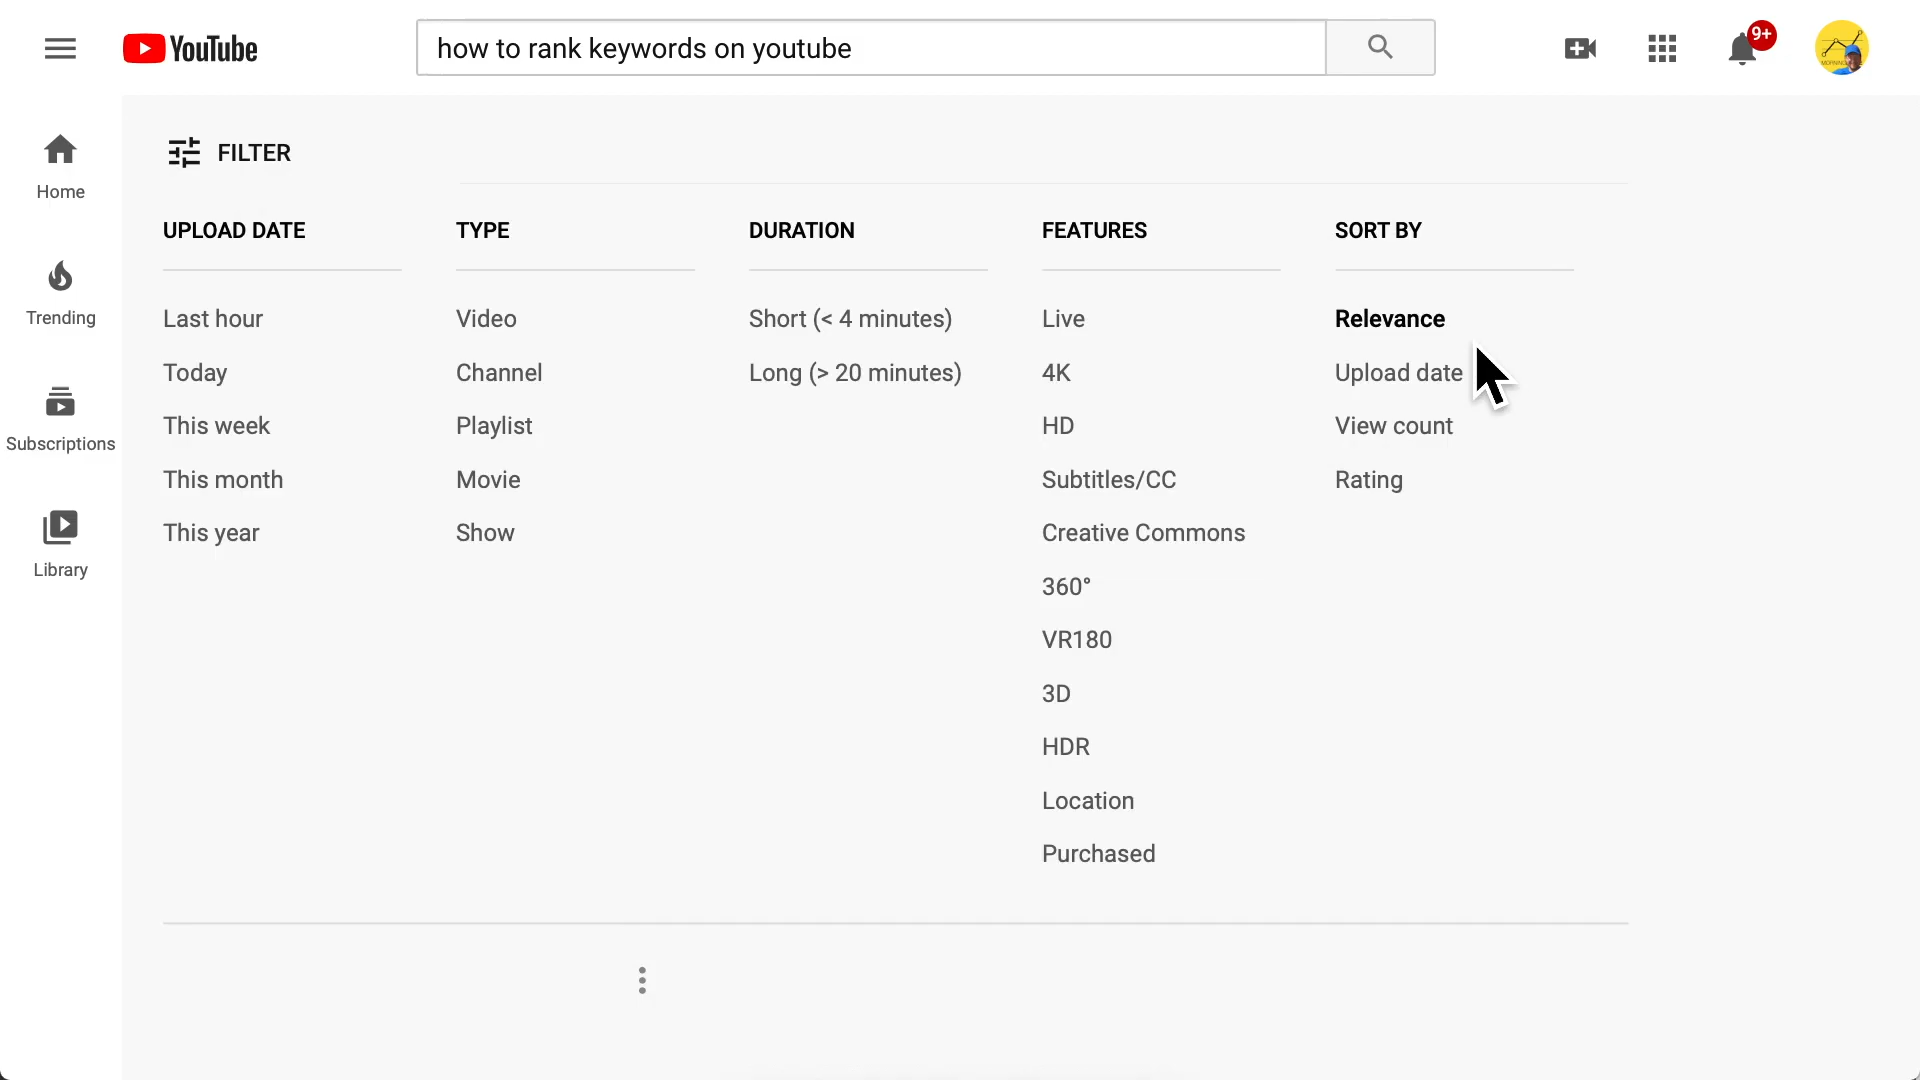 YouTube
how to rank keywords on youtube
9+
Home
Trending
Subscriptions
Library
FILTER
UPLOAD DATE
Last hour
Today
This week
This month
This year
TYPE
Video
Channel
Playlist
Movie
Show
DURATION
Short (< 4 minutes)
Long (> 20 minutes)
FEATURES
Live
4K
HD
Subtitles/CC
Creative Commons
360°
VR180
3D
HDR
Location
Purchased
SORT BY
Relevance
Upload date
View count
Rating